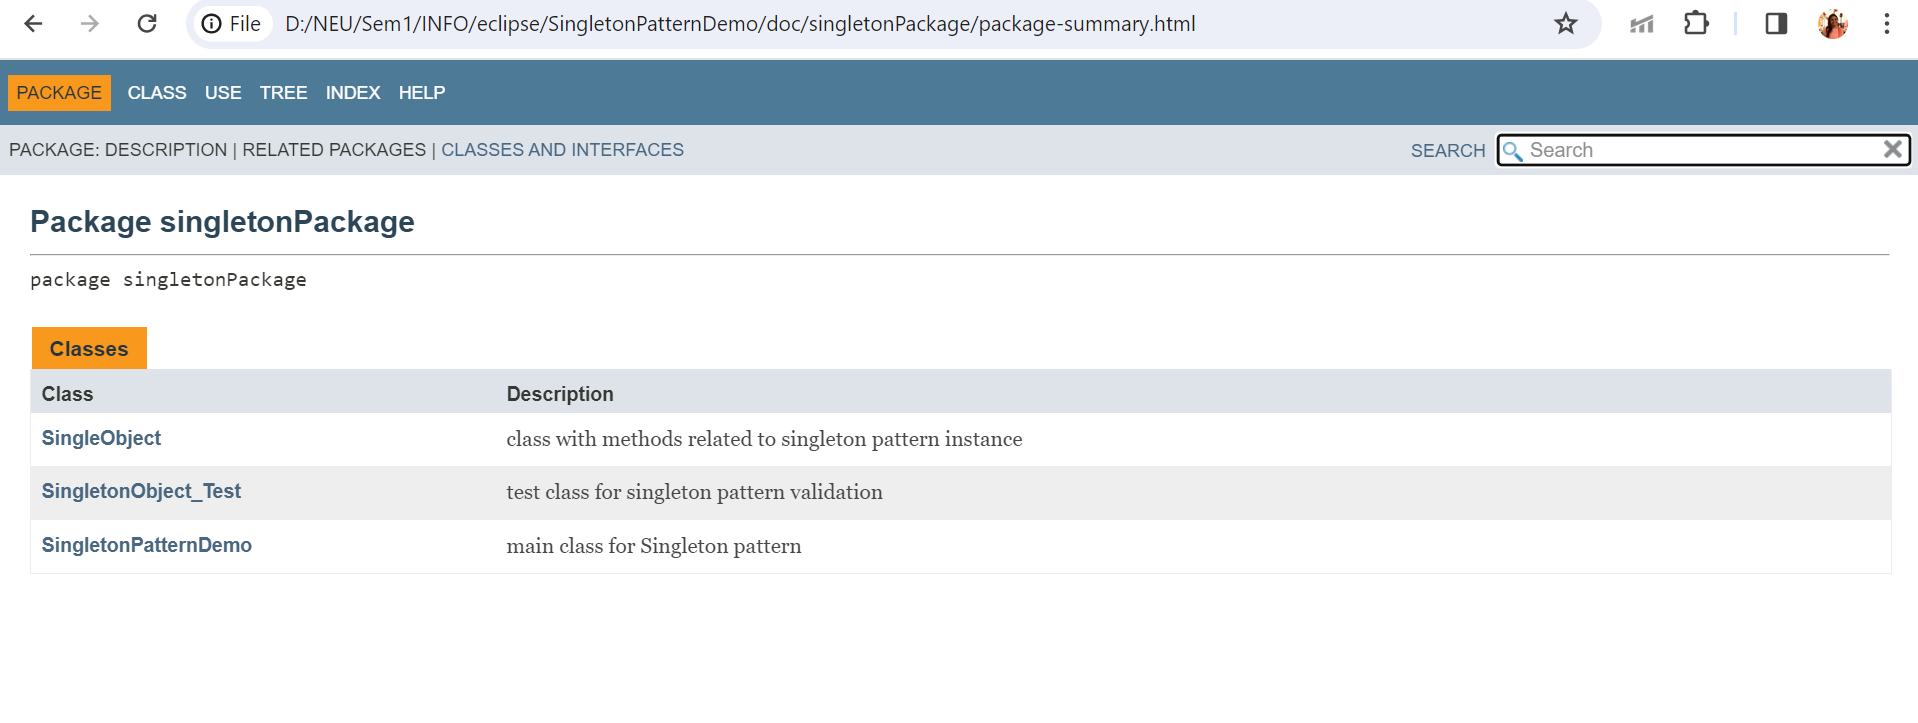 File D:/NEU/Sem1/INFO/eclipse/SingletonPatternDemo/doc/singletonPackage/package-summary.html
PACKAGE CLASS USE TREE INDEX HELP
PACKAGE: DESCRIPTION | RELATED PACKAGES | CLASSES AND INTERFACES SEARCH Search
Package singletonPackage
package singletonPackage
Classes
Class Description
SingleObject class with methods related to singleton pattern instance
SingletonObject_Test test class for singleton pattern validation
SingletonPatternDemo main class for Singleton pattern